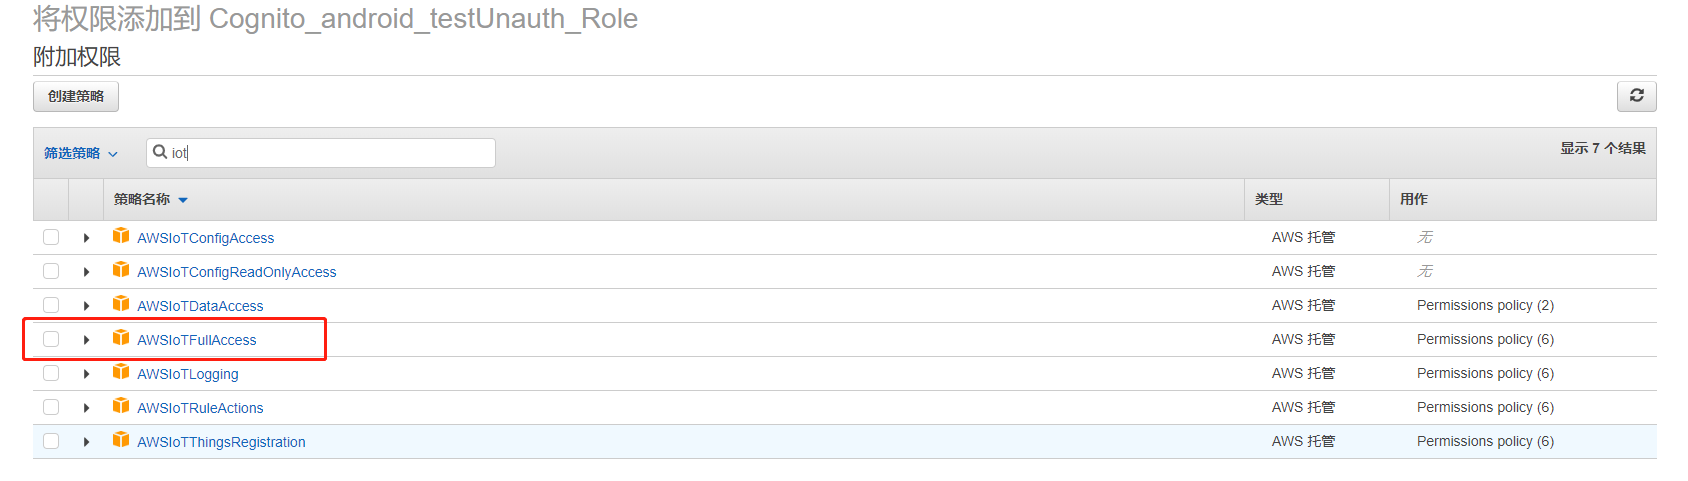 将权限添加到 Cognito_android_testUnauth_Role
附加权限
创建策略
筛选策略 iot 显示 7 个结果
策略名称 类型 用作
AWSIoTConfigAccess AWS 托管 无
AWSIoTConfigReadOnlyAccess AWS 托管 无
AWSIoTDataAccess AWS 托管 Permissions policy (2)
AWSIoTFullAccess AWS 托管 Permissions policy (6)
AWSIoTLogging AWS 托管 Permissions policy (6)
AWSIoTRuleActions AWS 托管 Permissions policy (6)
AWSIoTThingsRegistration AWS 托管 Permissions policy (6)